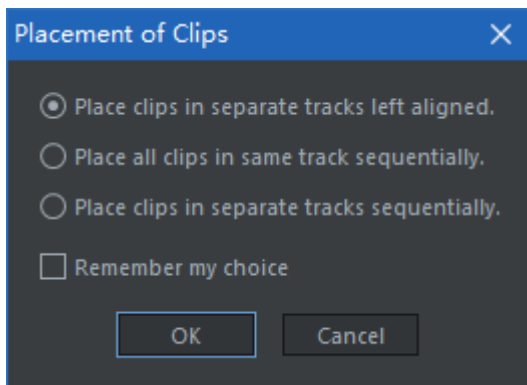 Placement of Clips
Place clips in separate tracks left aligned.
Place all clips in same track sequentially.
Place clips in separate tracks sequentially.
Remember my choice
OK
Cancel